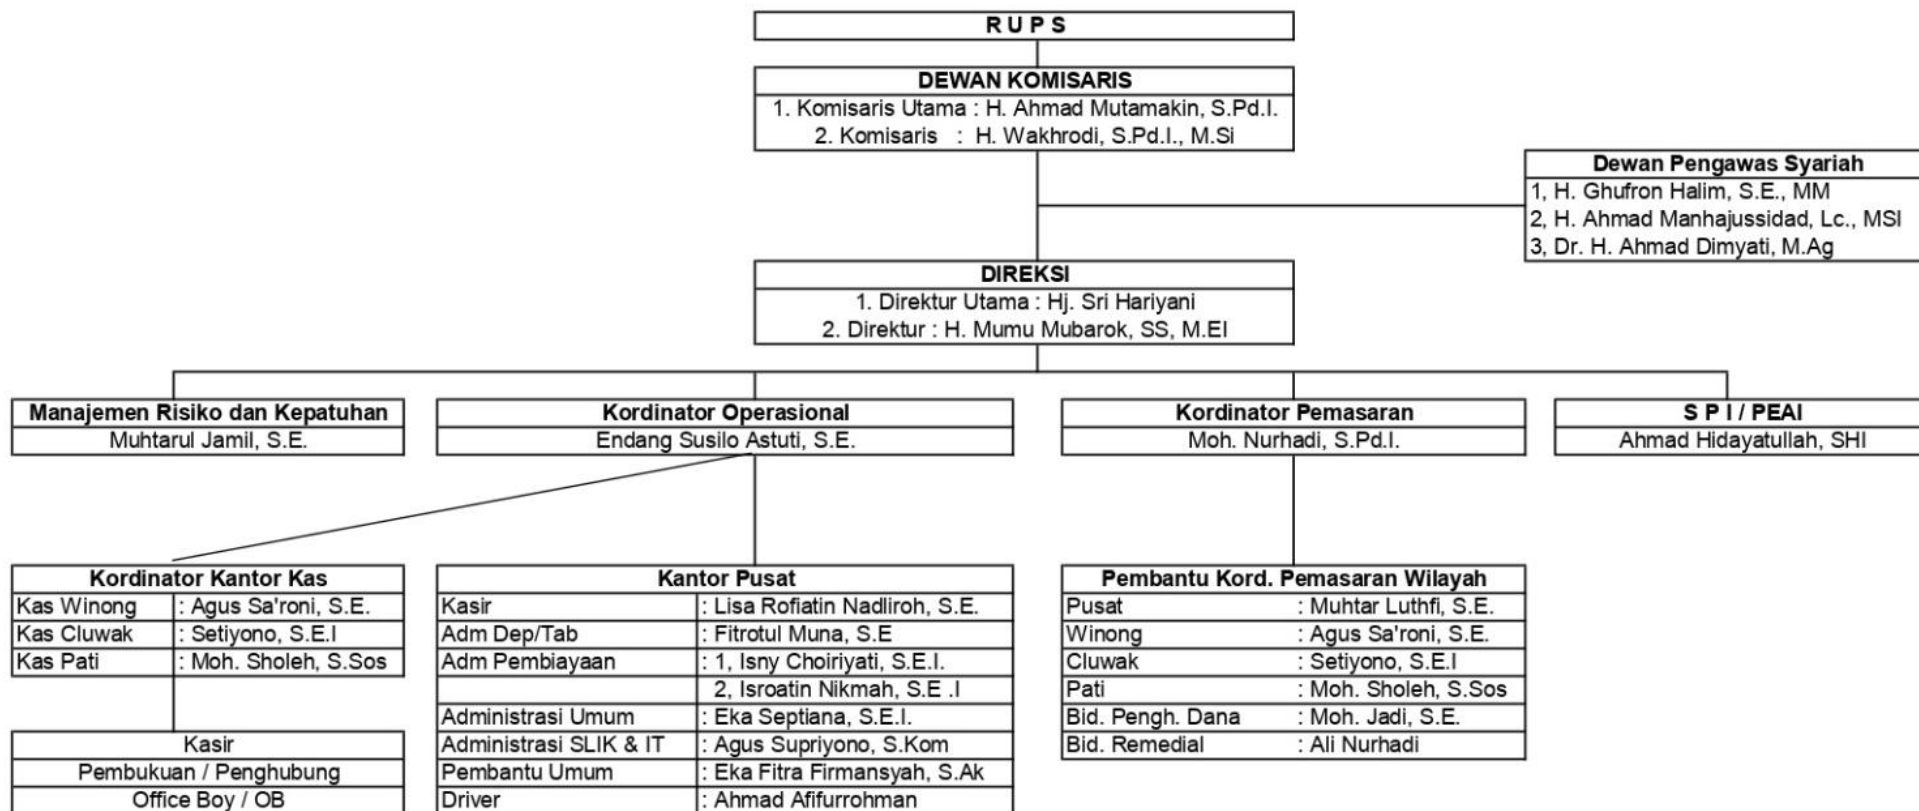 R U P S
DEWAN KOMISARIS
1. Komisaris Utama : H. Ahmad Mutamakin, S.Pd.I.
2. Komisaris : H. Wakhrodi, S.Pd.I., M.Si
Dewan Pengawas Syariah
1, H. Ghufron Halim, S.E., MM
2, H. Ahmad Manhajussidad, Lc., MSI
3, Dr. H. Ahmad Dimyati, M.Ag
DIREKSI
1. Direktur Utama : Hj. Sri Hariyani
2. Direktur : H. Mumu Mubarok, SS, M.EI
Manajemen Risiko dan Kepatuhan
Muhtarul Jamil, S.E.
Kordinator Operasional
Endang Susilo Astuti, S.E.
Kordinator Pemasaran
Moh. Nurhadi, S.Pd.I.
S P I / PEAI
Ahmad Hidayatullah, SHI
Kordinator Kantor Kas
Kas Winong : Agus Sa'roni, S.E.
Kas Cluwak : Setiyono, S.E.I
Kas Pati : Moh. Sholeh, S.Sos
Kasir
Pembukuan / Penghubung
Office Boy / OB
Kantor Pusat
Kasir : Lisa Rofiatin Nadliroh, S.E.
Adm Dep/Tab : Fitrotul Muna, S.E
Adm Pembiayaan : 1, Isny Choiriyati, S.E.I.
2, Isroatin Nikmah, S.E .I
Administrasi Umum : Eka Septiana, S.E.I.
Administrasi SLIK & IT : Agus Supriyono, S.Kom
Pembantu Umum : Eka Fitra Firmansyah, S.Ak
Driver : Ahmad Afifurrohman
Pembantu Kord. Pemasaran Wilayah
Pusat : Muhtar Luthfi, S.E.
Winong : Agus Sa'roni, S.E.
Cluwak : Setiyono, S.E.I
Pati : Moh. Sholeh, S.Sos
Bid. Pengh. Dana : Moh. Jadi, S.E.
Bid. Remedial : Ali Nurhadi